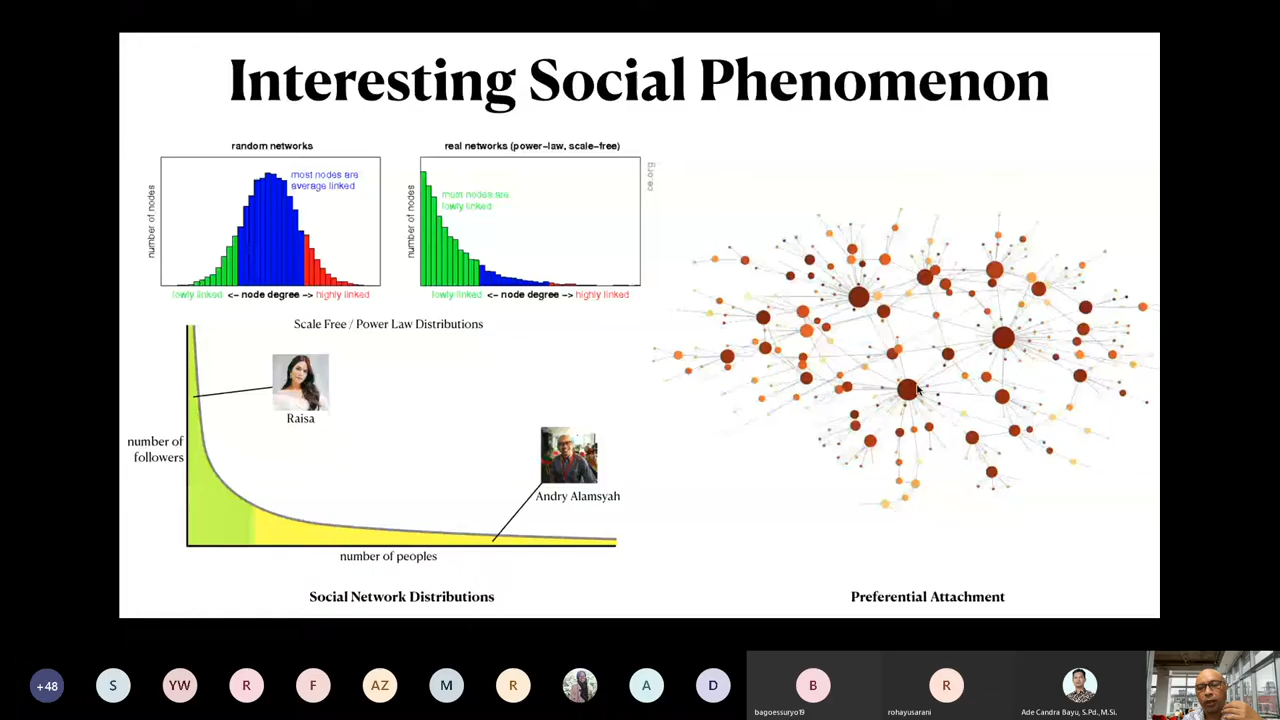 Interesting Social Phenomenon
random networks
most nodes are
average linked
number of nodes
lowly linked <- node degree -> highly linked
real networks (power-law, scale-free)
most nodes are
lowly linked
number of nodes
lowly linked <- node degree -> highly linked
Scale Free / Power Law Distributions
Raisa
number of
followers
Andry Alamsyah
number of peoples
Social Network Distributions
Preferential Attachment
+48
S
YW
R
F
AZ
M
R
A
D
B
bagoessuryo19
R
rohayusarani
Ade Candra Bayu, S.Pd., M.Si.